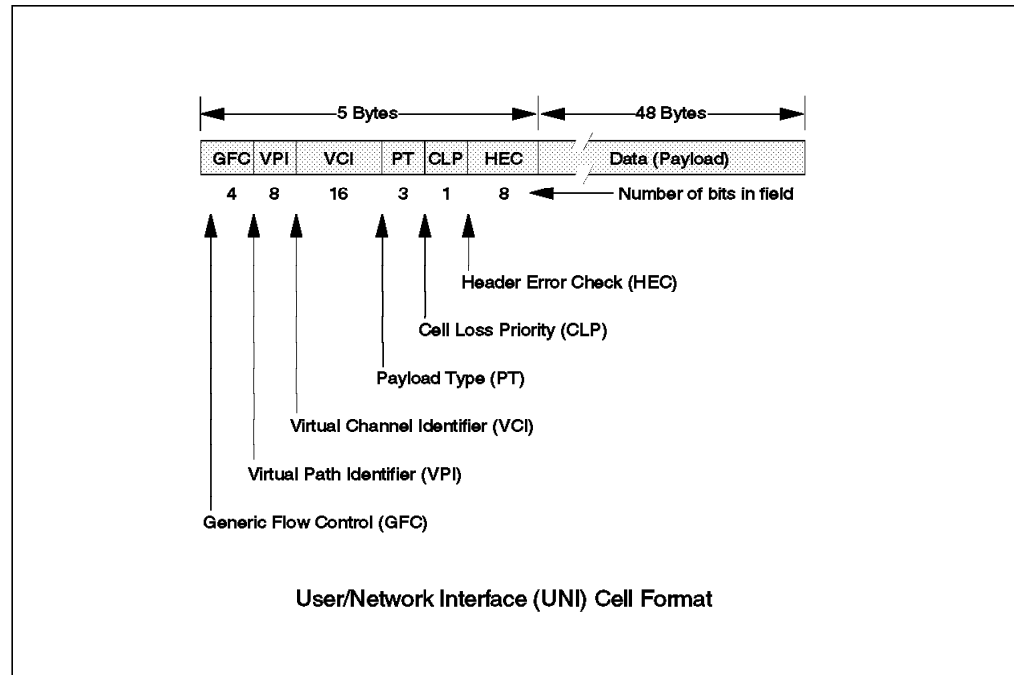 5 Bytes 48 Bytes
GFC VPI VCI PT CLP HEC Data (Payload)
4 8 16 3 1 8 Number of bits in field
Header Error Check (HEC)
Cell Loss Priority (CLP)
Payload Type (PT)
Virtual Channel Identifier (VCI)
Virtual Path Identifier (VPI)
Generic Flow Control (GFC)
User/Network Interface (UNI) Cell Format